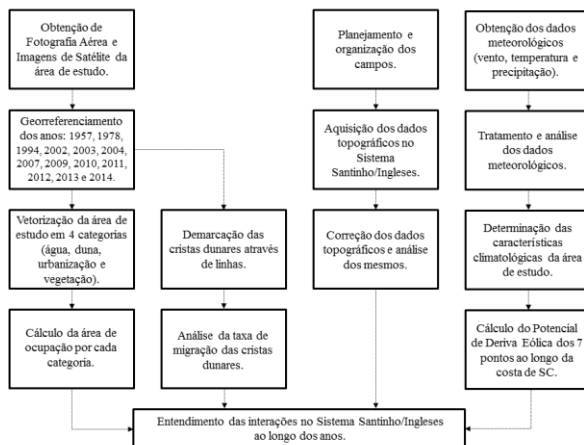 Obtenção de
Fotografia Aérea e
Imagens de Satélite da
área de estudo.
Georreferenciamento
dos anos: 1957, 1978,
1994, 2002, 2003, 2004,
2007, 2009, 2010, 2011,
2012, 2013 e 2014.
Vetorização da área de
estudo em 4 categorias
(água, duna,
urbanização e
vegetação).
Cálculo da área de
ocupação por cada
categoria.
Demarcação das
cristas dunares através
de linhas.
Análise da taxa de
migração das cristas
dunares.
Planejamento e
organização dos
campos.
Aquisição dos dados
topográficos no
Sistema
Santinho/Ingleses.
Correção dos dados
topográficos e análise
dos mesmos.
Obtenção dos dados
meteorológicos
(vento, temperatura e
precipitação).
Tratamento e análise
dos dados
meteorológicos.
Determinação das
características
climatológicas da área
de estudo.
Cálculo do Potencial
de Deriva Eólica dos 7
pontos ao longo da
costa de SC.
Entendimento das interações no Sistema Santinho/Ingleses
ao longo dos anos.